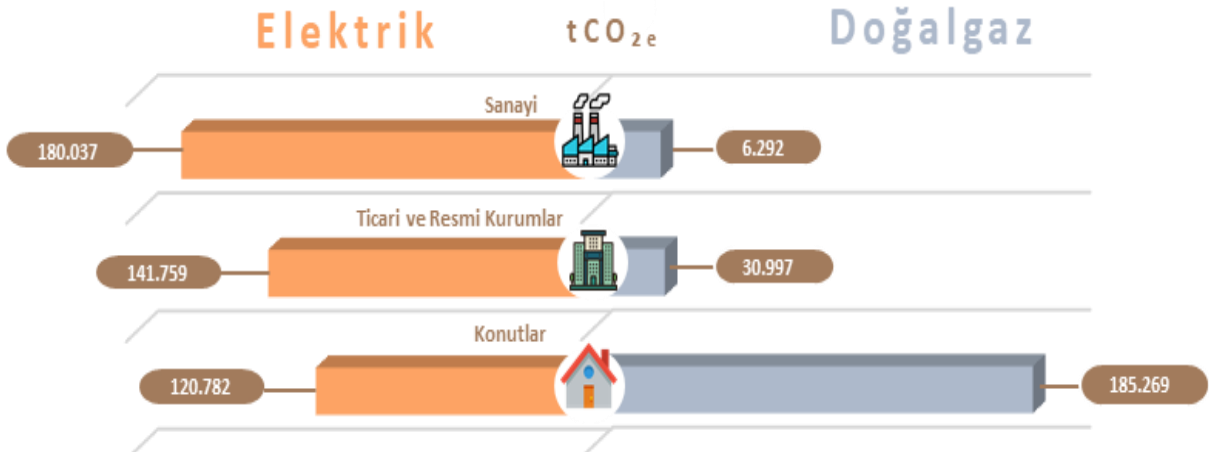 Elektrik tCO₂e Doğalgaz
Sanayi
180.037 6.292
Ticari ve Resmi Kurumlar
141.759 30.997
Konutlar
120.782 185.269